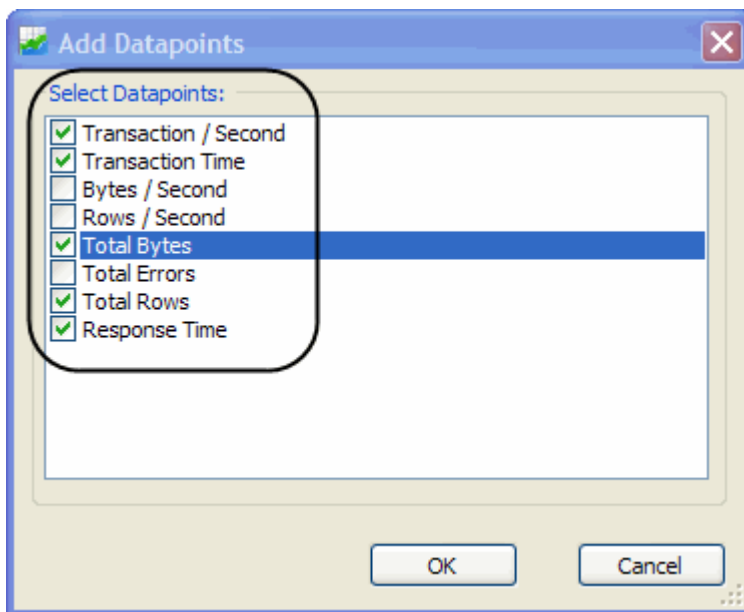 Add Datapoints
Select Datapoints:
Transaction / Second
Transaction Time
Bytes / Second
Rows / Second
Total Bytes
Total Errors
Total Rows
Response Time
OK Cancel